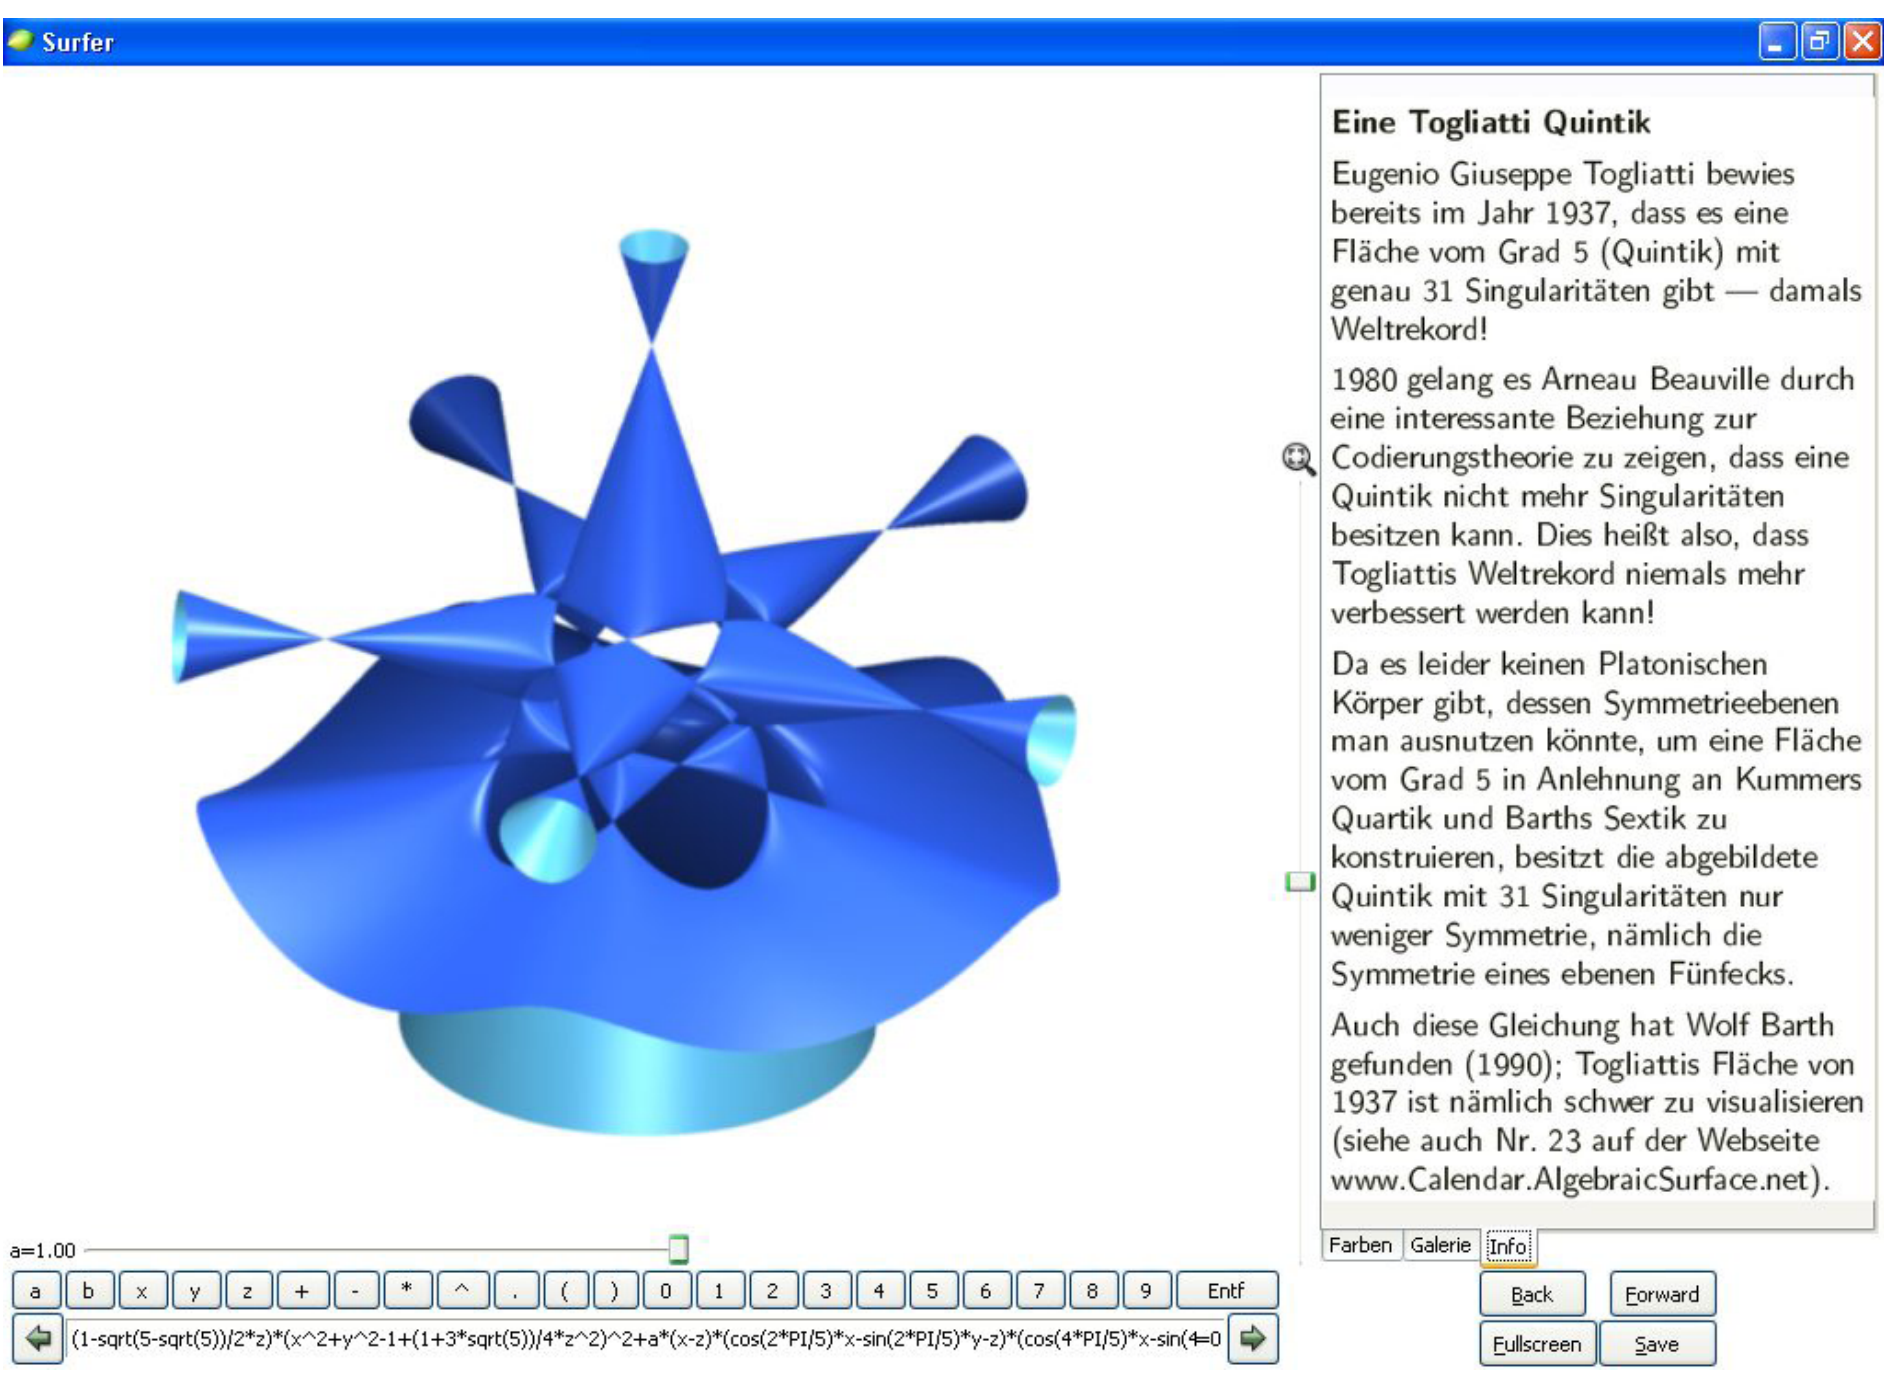 Surfer
Eine Togliatti Quintik
Eugenio Giuseppe Togliatti bewies
bereits im Jahr 1937, dass es eine
Fläche vom Grad 5 (Quintik) mit
genau 31 Singularitäten gibt — damals
Weltrekord!
1980 gelang es Arneau Beauville durch
eine interessante Beziehung zur
Codierungstheorie zu zeigen, dass eine
Quintik nicht mehr Singularitäten
besitzen kann. Dies heißt also, dass
Togliattis Weltrekord niemals mehr
verbessert werden kann!
Da es leider keinen Platonischen
Körper gibt, dessen Symmetrieebenen
man ausnutzen könnte, um eine Fläche
vom Grad 5 in Anlehnung an Kummers
Quartik und Barths Sextik zu
konstruieren, besitzt die abgebildete
Quintik mit 31 Singularitäten nur
weniger Symmetrie, nämlich die
Symmetrie eines ebenen Fünfecks.
Auch diese Gleichung hat Wolf Barth
gefunden (1990); Togliattis Fläche von
1937 ist nämlich schwer zu visualisieren
(siehe auch Nr. 23 auf der Webseite
www.Calendar.AlgebraicSurface.net).
Farben Galerie Info
a=1.00
a b x y z + - * ^ . ( ) 0 1 2 3 4 5 6 7 8 9 Entf
(1-sqrt(5-sqrt(5))/2*z)*(x^2+y^2-1+(1+3*sqrt(5))/4*z^2)^2+a*(x-z)*(cos(2*PI/5)*x-sin(2*PI/5)*y-z)*(cos(4*PI/5)*x-sin(4=0
Back Forward
Fullscreen Save